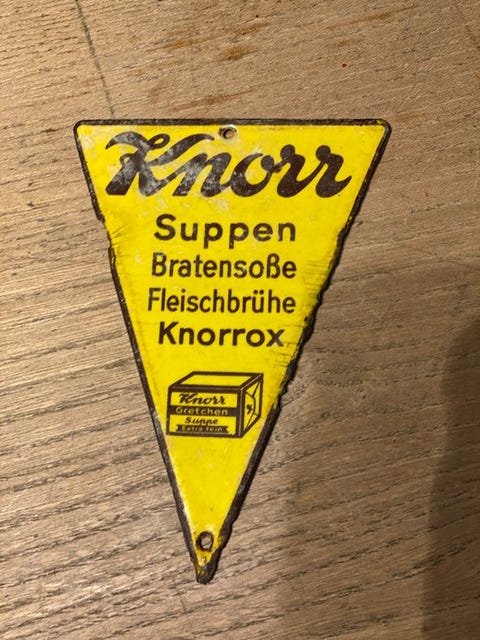 Knorr
Suppen
Bratensoße
Fleischbrühe
Knorrox
Knorr
Gretchen
Suppe
Extra fein